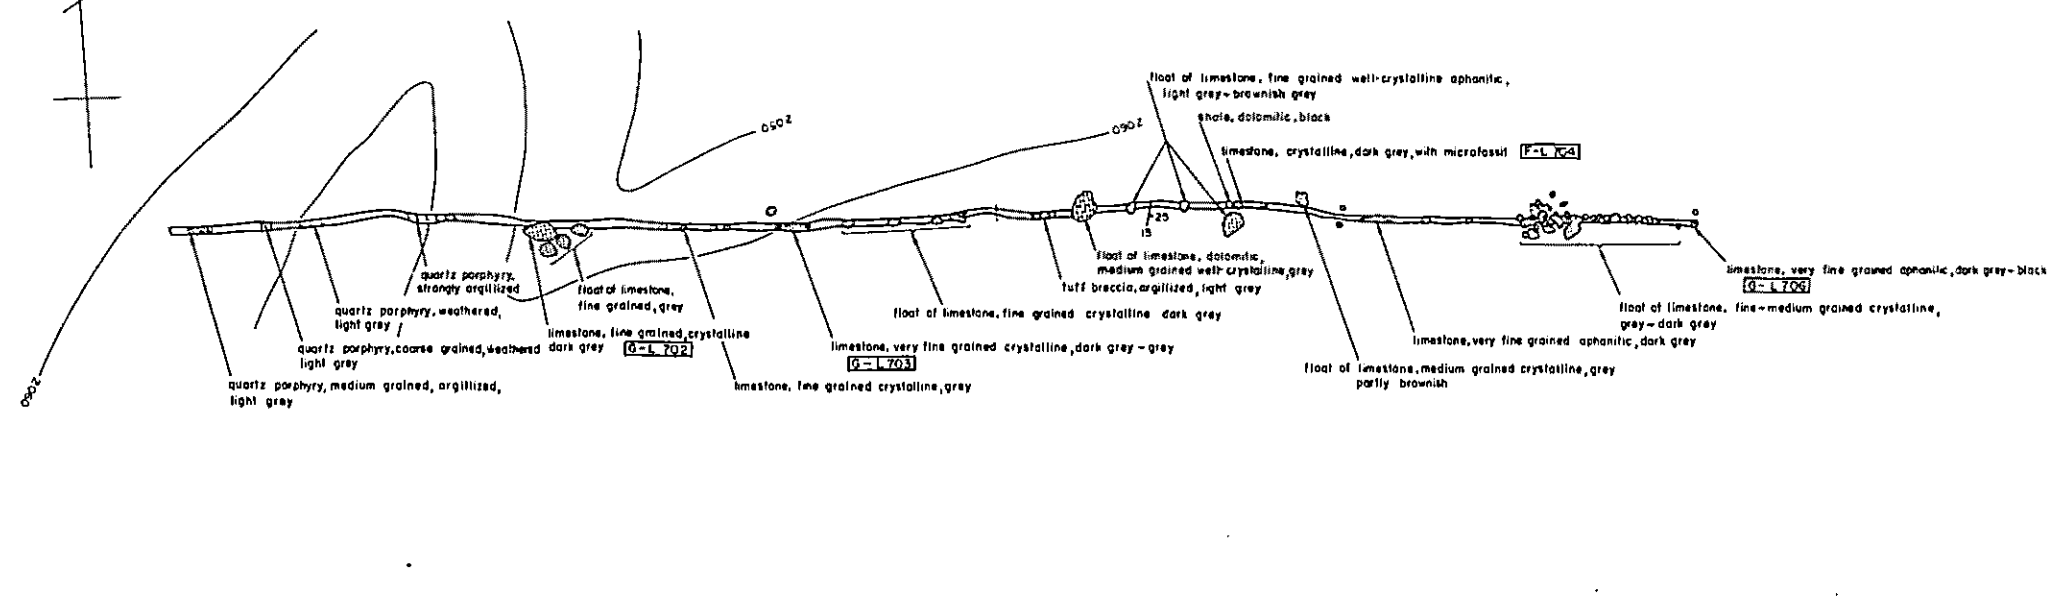 float of limestone, fine grained well-crystalline aphanitic,
light grey~brownish grey
shale, dolomitic, black
limestone, crystalline, dark grey, with microfossil F-L 704
2050
2060
25
15
quartz porphyry,
strongly argillized
float of limestone,
fine grained, grey
float of limestone, dolomitic,
medium grained well-crystalline, grey
tuff breccia, argillized, light grey
limestone, very fine grained aphanitic, dark grey-black
G-L 706
quartz porphyry, weathered,
light grey
float of limestone, fine grained crystalline dark grey
float of limestone, fine~medium grained crystalline,
grey~dark grey
limestone, fine grained, crystalline
dark grey G-L 702
quartz porphyry, coarse grained, weathered
light grey
limestone, very fine grained crystalline, dark grey~grey
G-L 703
limestone, very fine grained aphanitic, dark grey
float of limestone, medium grained crystalline, grey
partly brownish
quartz porphyry, medium grained, argillized,
light grey
limestone, fine grained crystalline, grey
2060